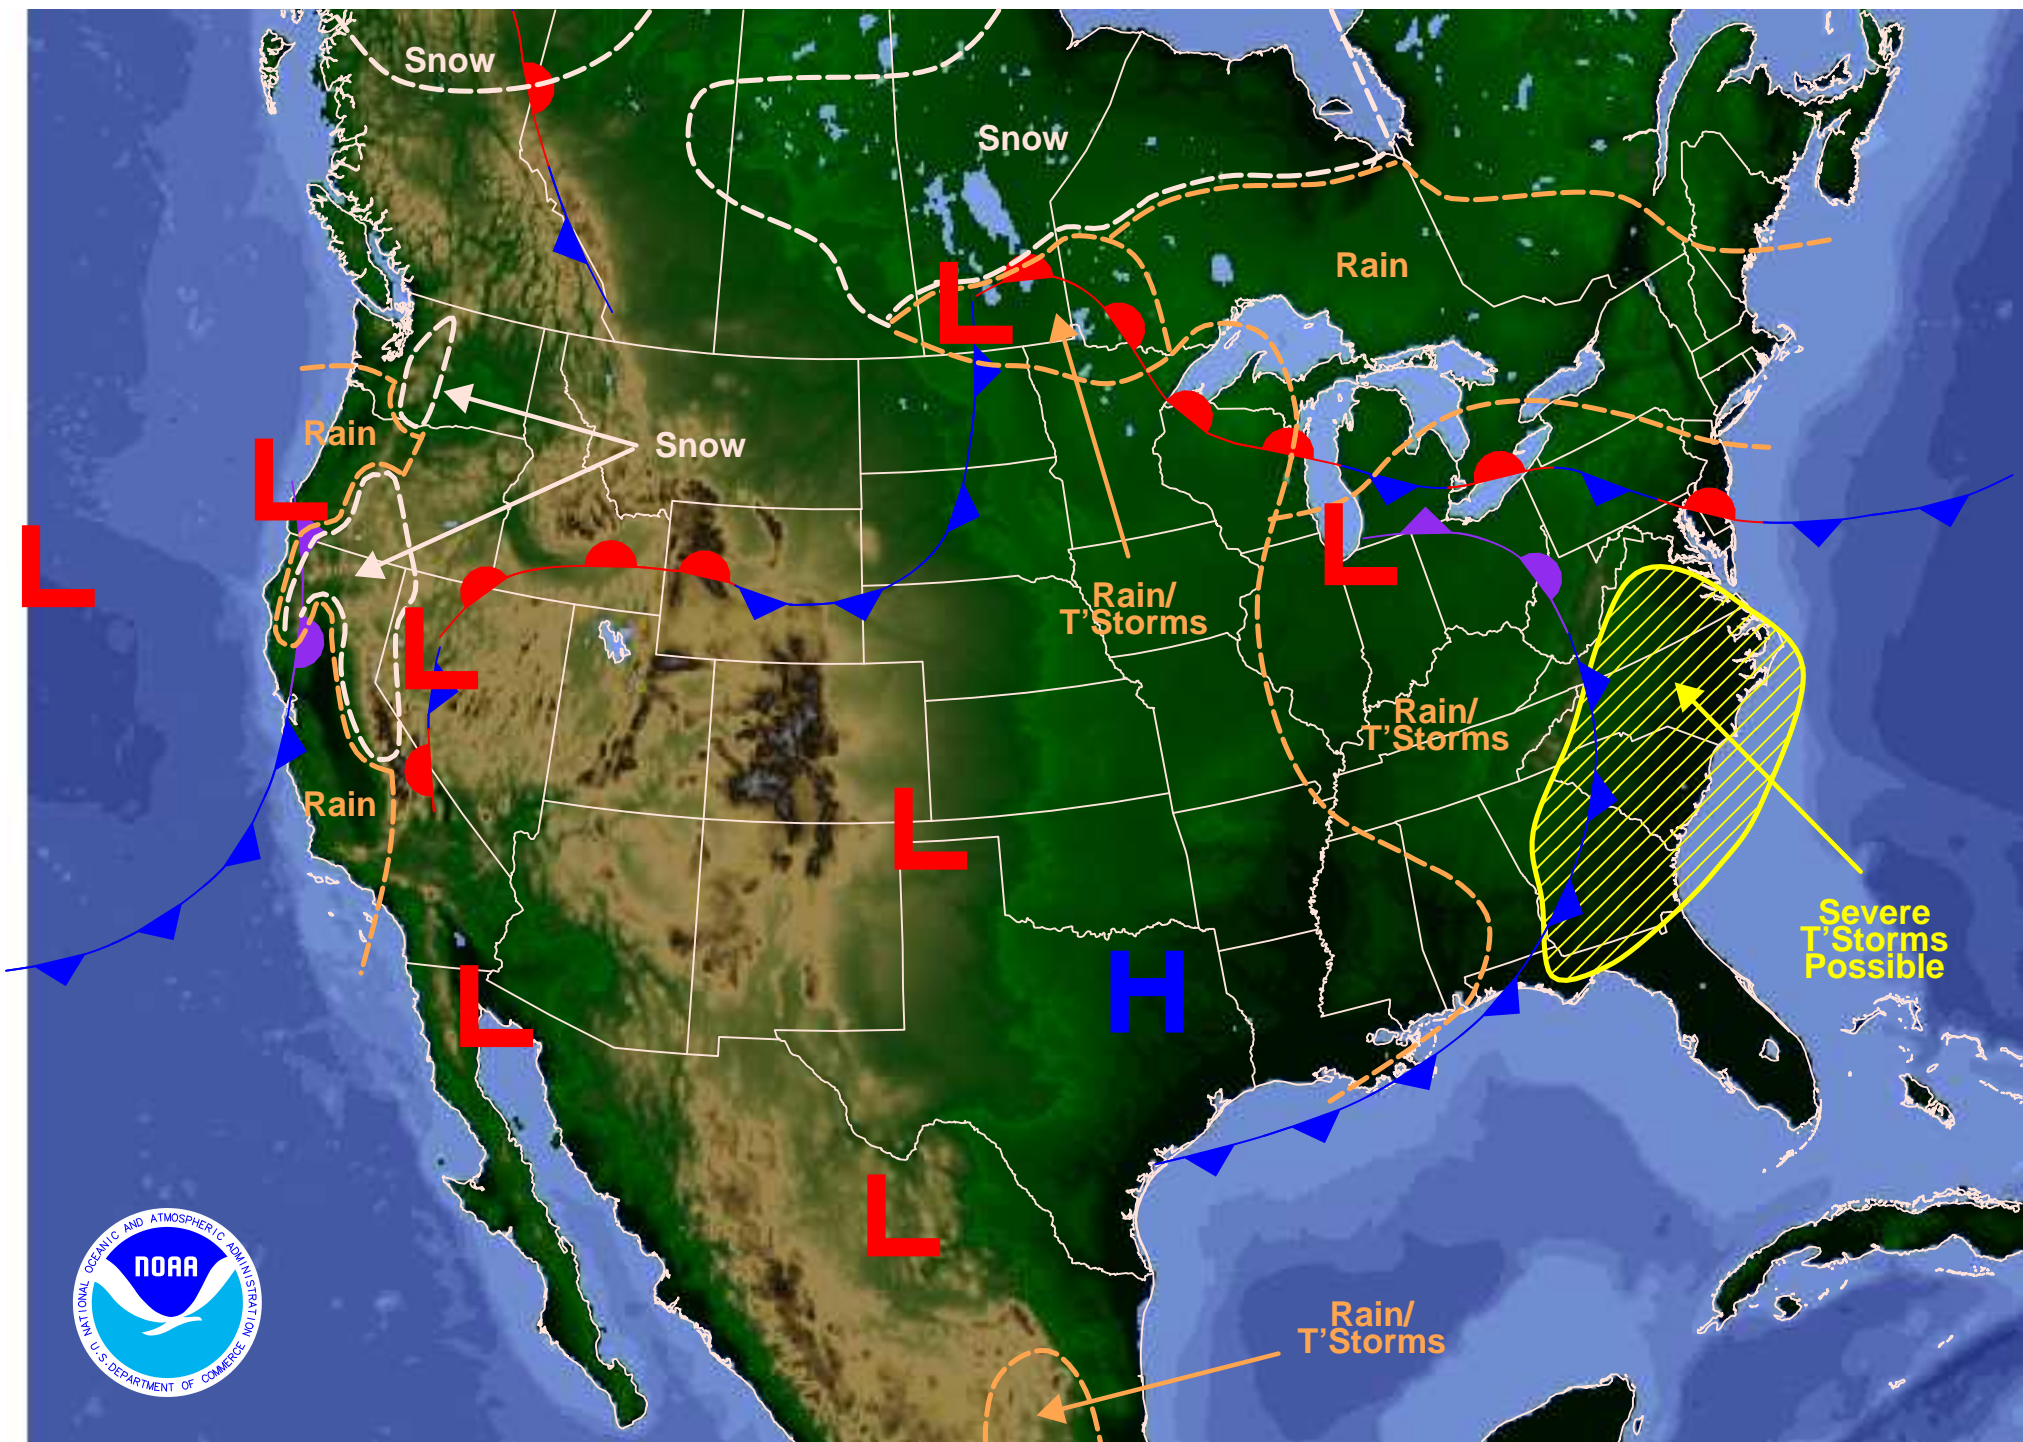 Snow
Snow
Rain
L
Rain
Snow
L
L
L
Rain/
T'Storms
L
L
Rain/
T'Storms
Rain
L
Severe
T'Storms
Possible
H
L
L
NATIONAL OCEANIC AND ATMOSPHERIC ADMINISTRATION
NOAA
U.S. DEPARTMENT OF COMMERCE
Rain/
T'Storms